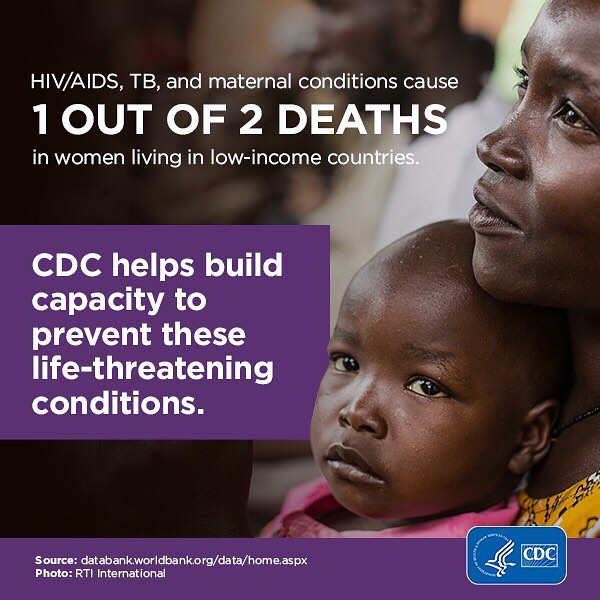 HIV/AIDS, TB, and maternal conditions cause
1 OUT OF 2 DEATHS
in women living in low-income countries.
CDC helps build
capacity to
prevent these
life-threatening
conditions.
Source: databank.worldbank.org/data/home.aspx
Photo: RTI International
CDC